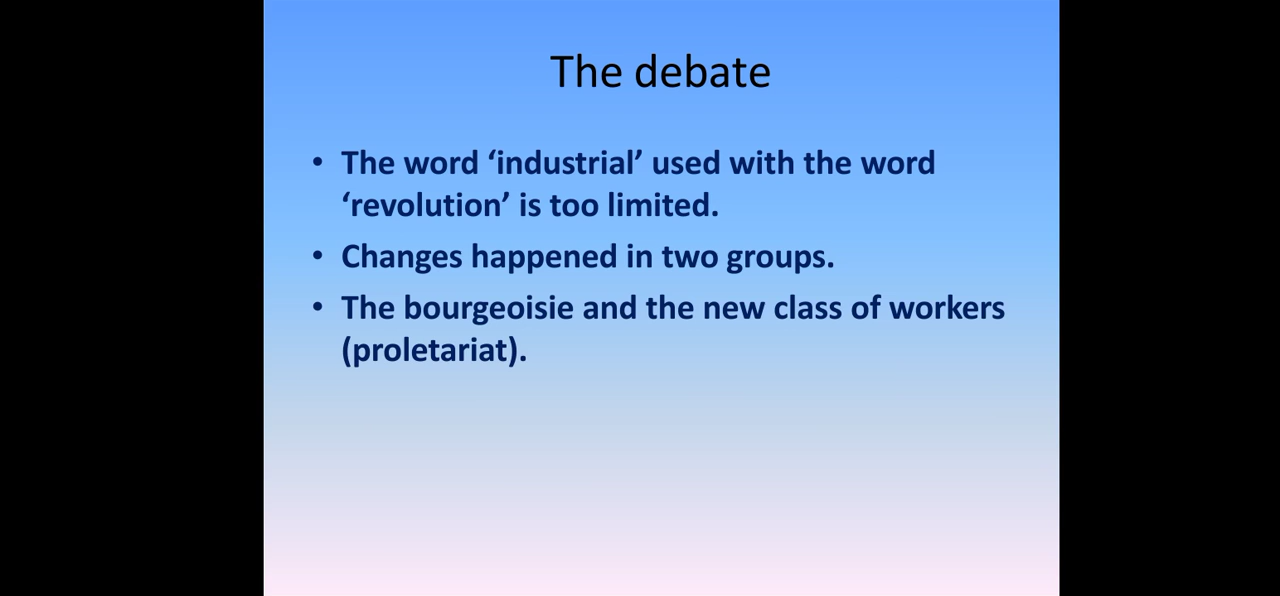 The debate
• The word ‘industrial’ used with the word
‘revolution’ is too limited.
• Changes happened in two groups.
• The bourgeoisie and the new class of workers
(proletariat).